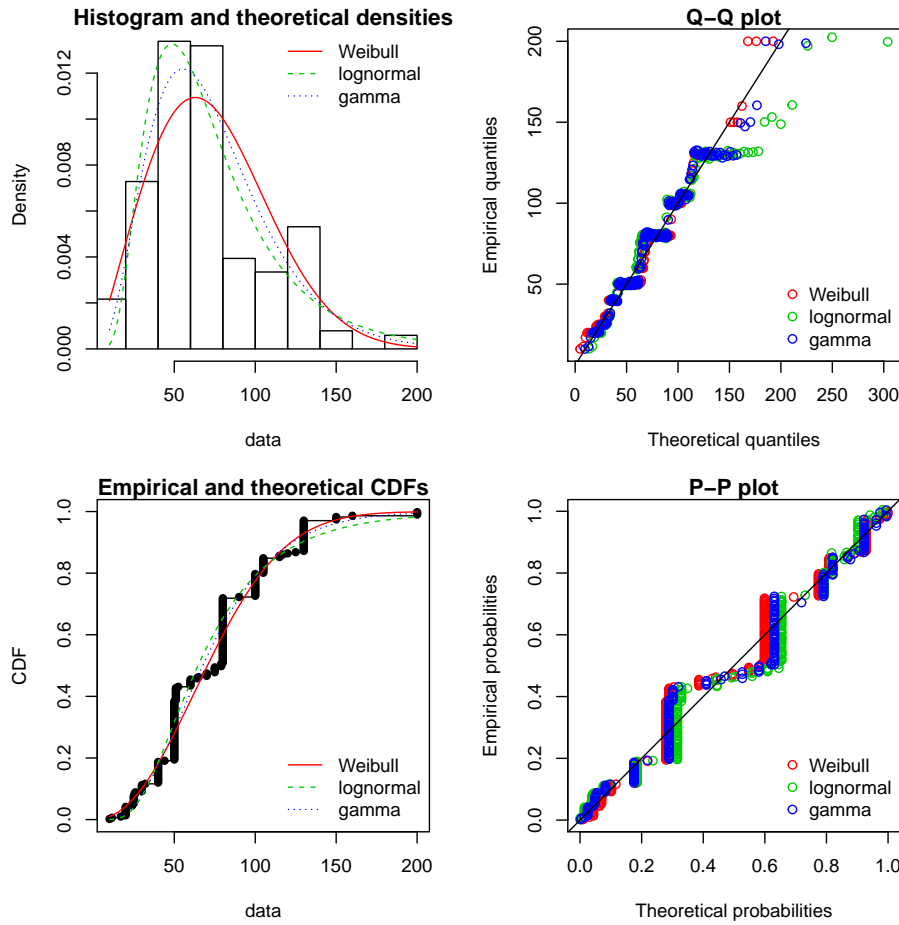 Histogram and theoretical densities
Weibull
lognormal
gamma
Density
0.000
0.004
0.008
0.012
50
100
150
200
data
Q−Q plot
Empirical quantiles
50
100
150
200
Weibull
lognormal
gamma
0
50
100
150
200
250
300
Theoretical quantiles
Empirical and theoretical CDFs
CDF
0.0
0.2
0.4
0.6
0.8
1.0
Weibull
lognormal
gamma
50
100
150
200
data
P−P plot
Empirical probabilities
0.0
0.2
0.4
0.6
0.8
1.0
Weibull
lognormal
gamma
0.0
0.2
0.4
0.6
0.8
1.0
Theoretical probabilities